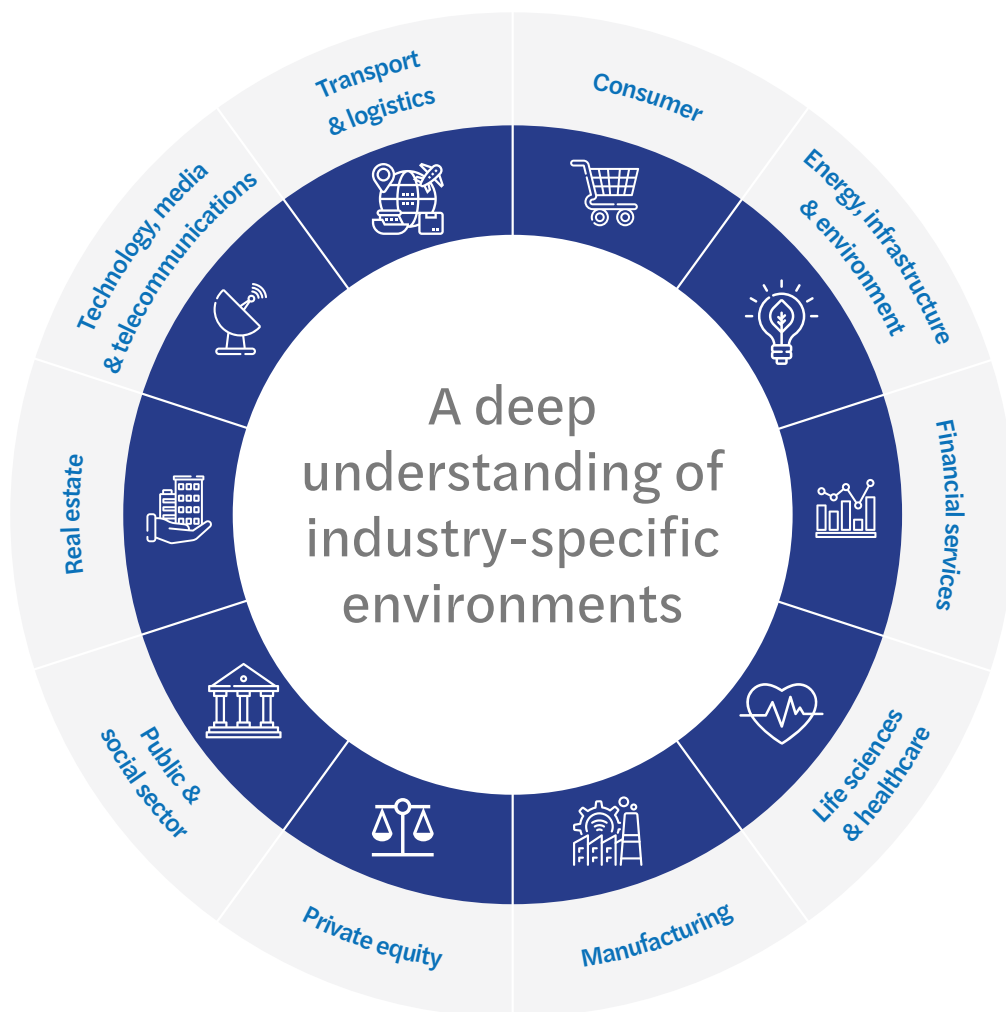 A deep
understanding of
industry-specific
environments
Consumer
Energy, infrastructure
& environment
Financial services
Life sciences
& healthcare
Manufacturing
Private equity
Public &
social sector
Real estate
Technology, media
& telecommunications
Transport
& logistics